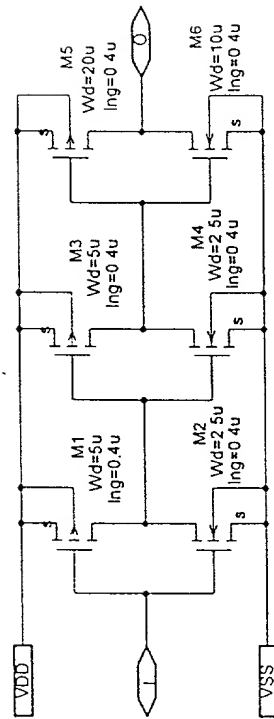 VDD
I
VSS
M1
Wd=5u
lng=0.4u
s
M2
Wd=2 5u
lng=0 4u
s
M3
Wd=5u
lng=0 4u
s
M4
Wd=2 5u
lng=0 4u
s
M5
Wd=20u
lng=0 4u
s
M6
Wd=10u
lng=0 4u
s
O